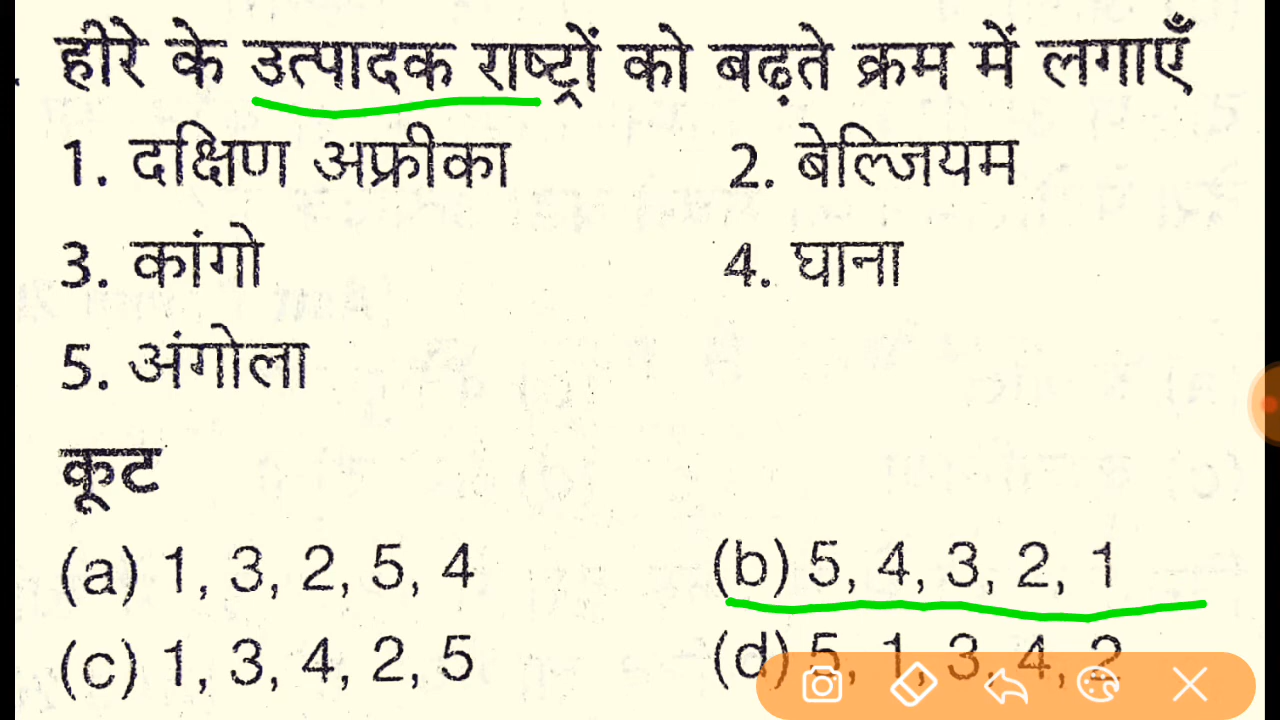 हीरे के उत्पादक राष्ट्रों को बढ़ते क्रम में लगाएँ
1. दक्षिण अफ्रीका 2. बेल्जियम
3. कांगो 4. घाना
5. अंगोला
कूट
(a) 1, 3, 2, 5, 4 (b) 5, 4, 3, 2, 1
(c) 1, 3, 4, 2, 5 (d) 5, 1, 3, 4, 2